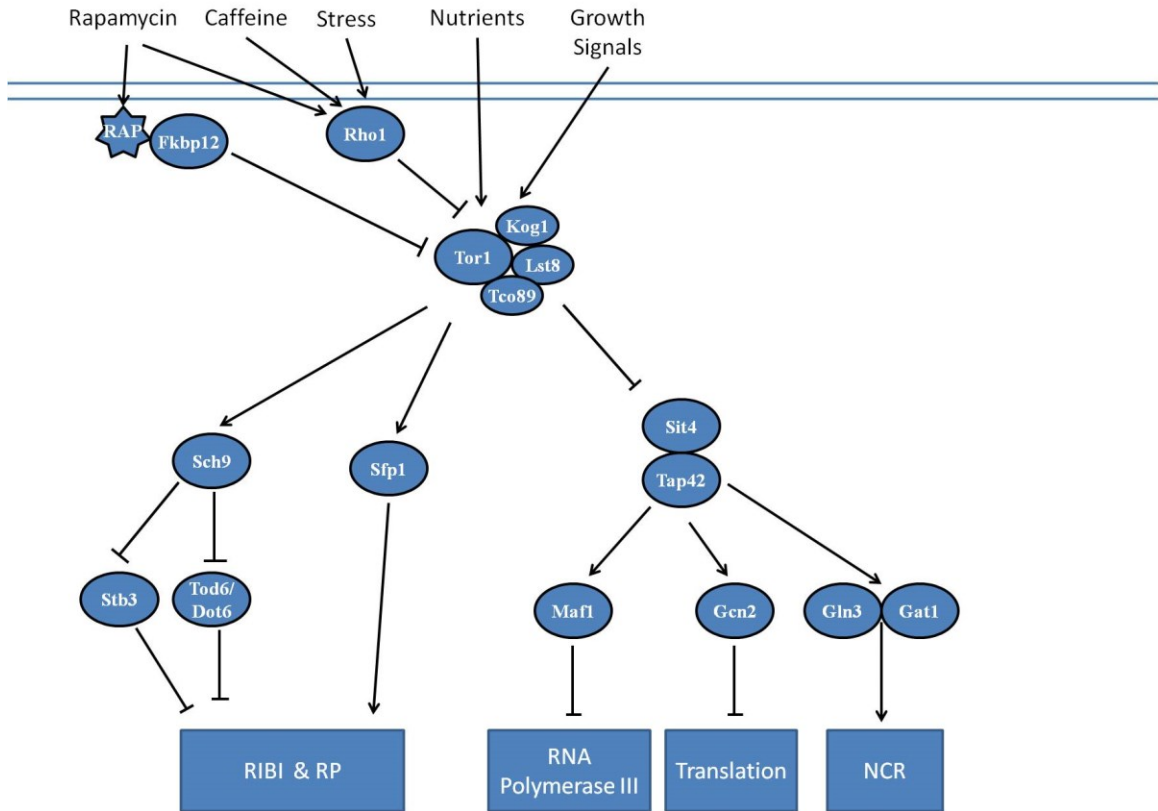 Rapamycin
Caffeine
Stress
Nutrients
Growth
Signals
RAP
Fkbp12
Rho1
Kog1
Tor1
Lst8
Tco89
Sit4
Sch9
Sfp1
Tap42
Stb3
Tod6/
Dot6
Maf1
Gcn2
Gln3
Gat1
RIBI & RP
RNA
Polymerase III
Translation
NCR